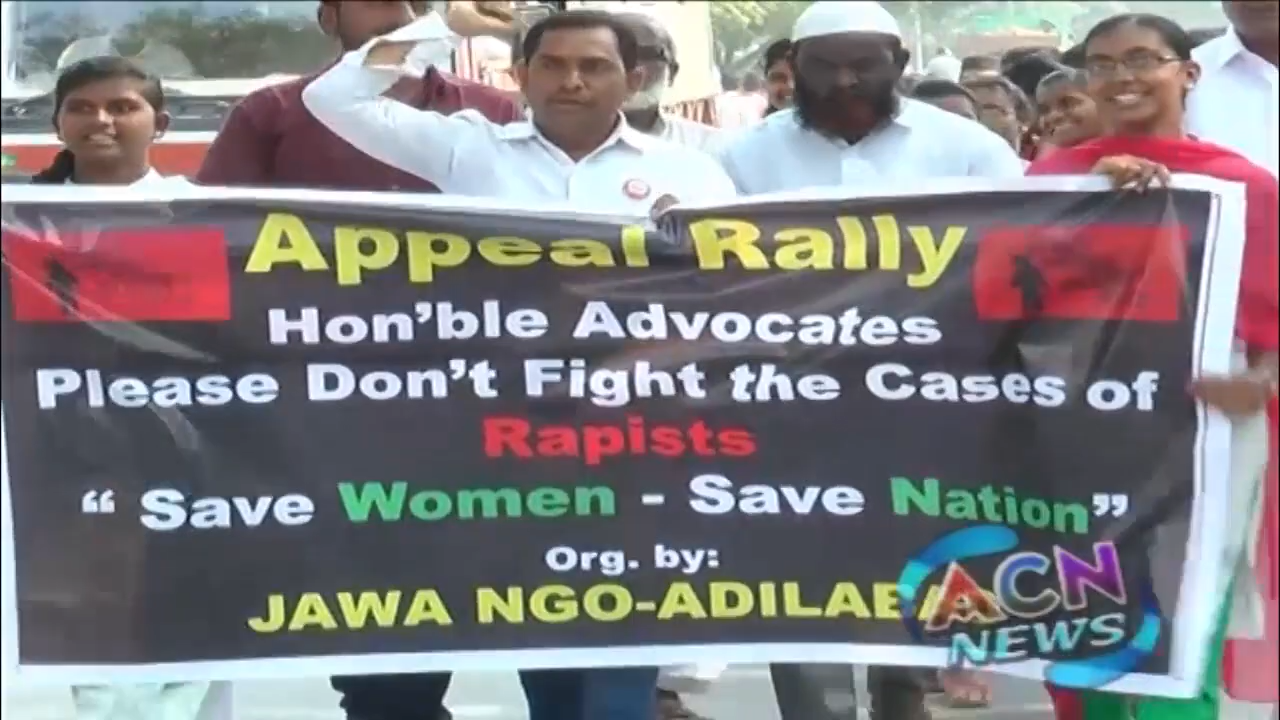 Appeal Rally
Hon'ble Advocates
Please Don't Fight the Cases of
Rapists
“ Save Women - Save Nation”
Org. by:
JAWA NGO-ADILABA
ACN
NEWS